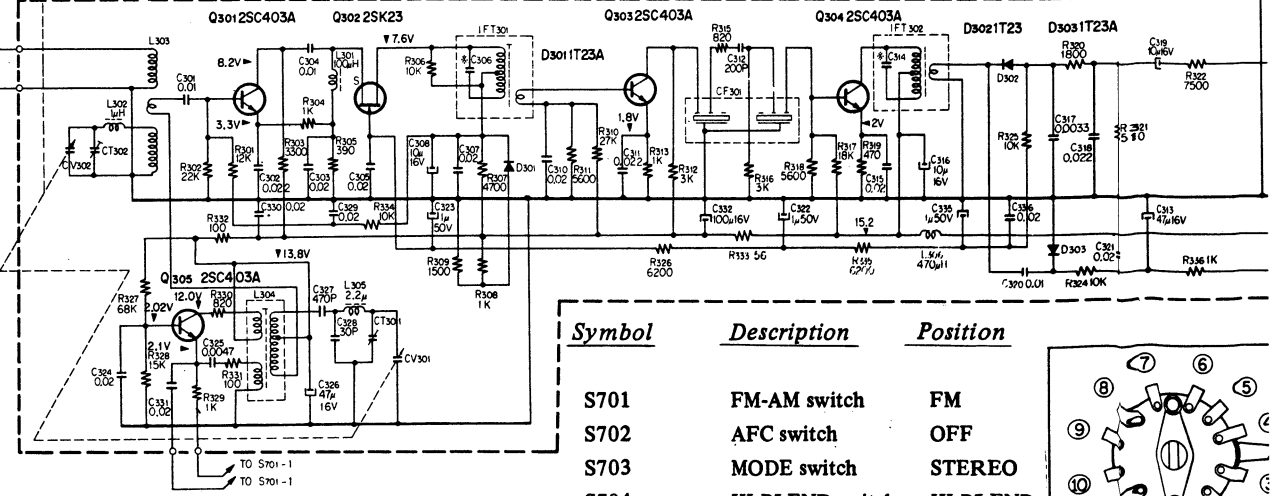 Q301 2SC403A
Q302 2SK23
Q303 2SC403A
Q304 2SC403A
D302 1T23
D303 1T23A
D301 1T23A
IFT301
IFT302
L303
C301
0.01
8.2V
3.3V
C304
0.01
L301
100μH
S
7.6V
R306
10K
C306
T
R304
1K
L302
1μH
CV302
CT302
R302
22K
R301
12K
C302
0.022
R303
3300
C303
0.02
R305
390
C305
0.02
C308
10μ
16V
C307
0.02
R307
4700
D301
C310
0.02
R311
5600
R310
27K
1.8V
C311
0.022
R313
1K
R312
3K
R315
820
C312
200P
CF301
R316
3K
R318
5600
R317
18K
2V
R319
470
C315
0.02
C314
C316
10μ
16V
D302
R320
1800
C319
10μ16V
R322
7500
R325
10K
C317
0.0033
C318
0.022
C330
0.02
C329
0.02
R334
10K
C323
1μ
50V
C332
100μ16V
C322
1μ50V
15.2
C335
1μ50V
C336
0.02
C313
47μ16V
R332
100
13.8V
R309
1500
R308
1K
R326
6200
R333 56
6200
L306
470μH
D303
C321
0.02
C320 0.01
R324 10K
R336 1K
Q305 2SC403A
R327
68K
2.02V
12.0V
R330
820
L304
T
C327
470P
L305
2.2μ
C328
30P
CT301
CV301
2.1V
R328
15K
C325
0.0047
R331
100
C324
0.02
C331
0.02
R329
1K
C326
47μ
16V
TO S701-1
TO S701-1
Symbol Description Position
S701 FM-AM switch FM
S702 AFC switch OFF
S703 MODE switch STEREO
7
6
8
5
9
10